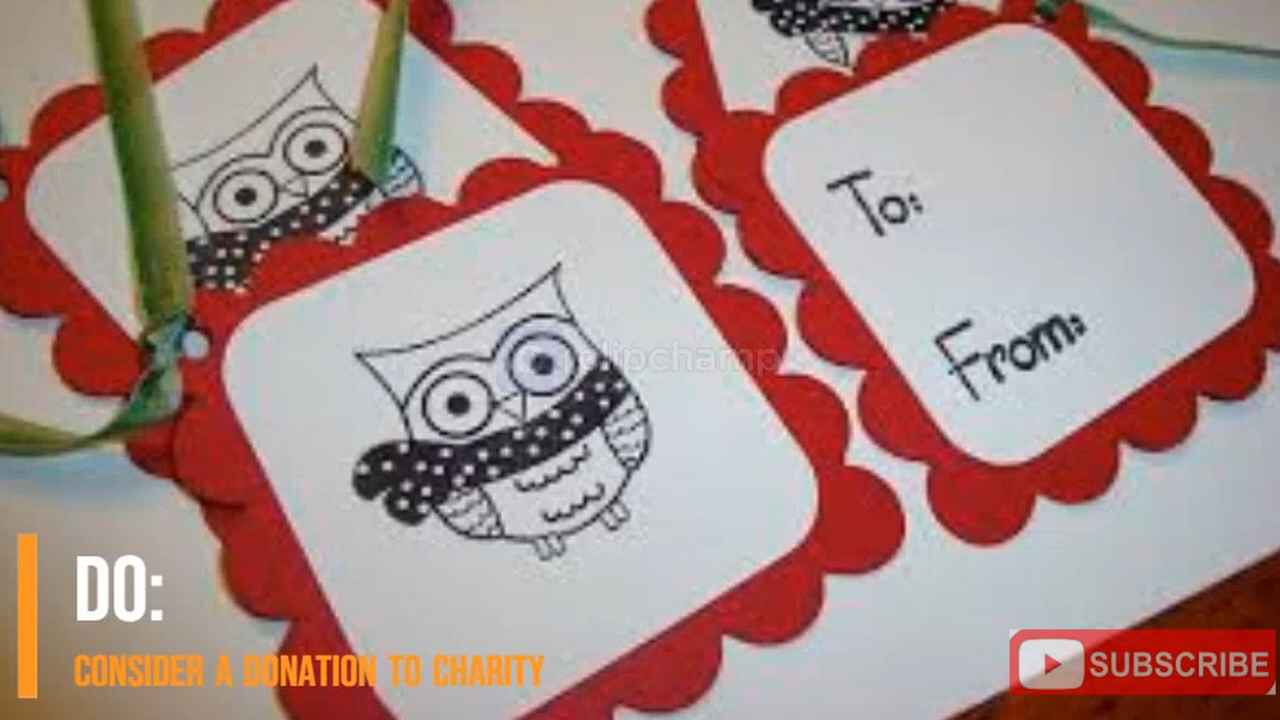 To:
From:
clipchamp
DO:
CONSIDER A DONATION TO CHARITY
SUBSCRIBE